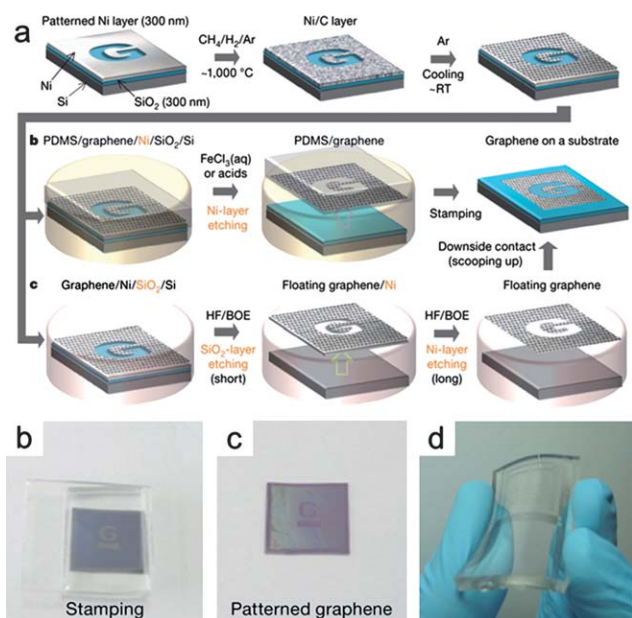 a
Patterned Ni layer (300 nm)
Ni
Si
SiO₂ (300 nm)
CH₄/H₂/Ar
~1,000 °C
Ni/C layer
Ar
Cooling
~RT
b
PDMS/graphene/Ni/SiO₂/Si
FeCl₃(aq)
or acids
Ni-layer
etching
PDMS/graphene
Stamping
Graphene on a substrate
Downside contact
(scooping up)
c
Graphene/Ni/SiO₂/Si
HF/BOE
SiO₂-layer
etching
(short)
Floating graphene/Ni
HF/BOE
Ni-layer
etching
(long)
Floating graphene
b
G
Stamping
c
G
Patterned graphene
d